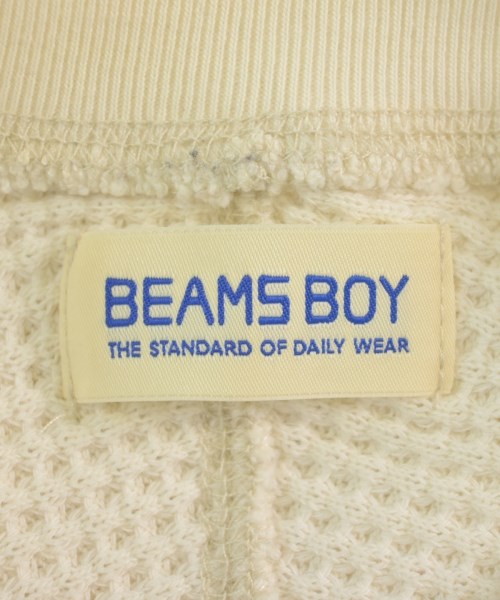 BEAMS BOY
THE STANDARD OF DAILY WEAR